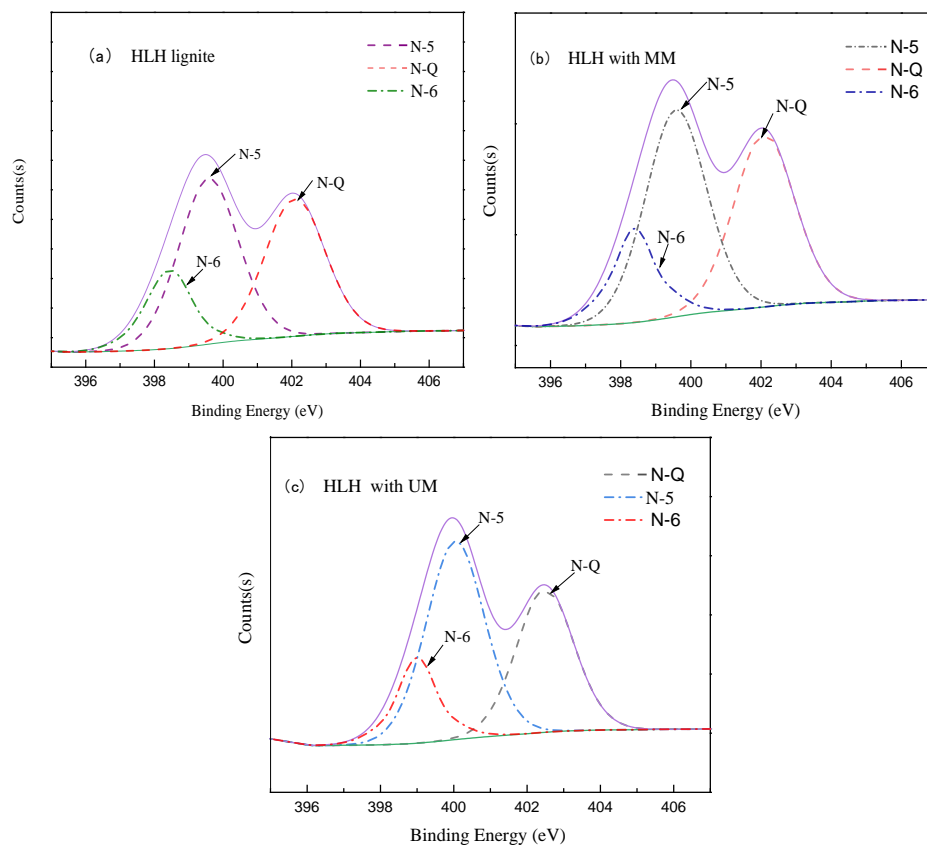 (a) HLH lignite
N-5
N-Q
N-6
N-5
N-Q
N-6
Counts(s)
396 398 400 402 404 406
Binding Energy (eV)
(b) HLH with MM
N-5
N-Q
N-6
N-5
N-Q
N-6
Counts(s)
396 398 400 402 404 406
Binding Energy (eV)
(c) HLH with UM
N-Q
N-5
N-6
N-5
N-Q
N-6
Counts(s)
396 398 400 402 404 406
Binding Energy (eV)